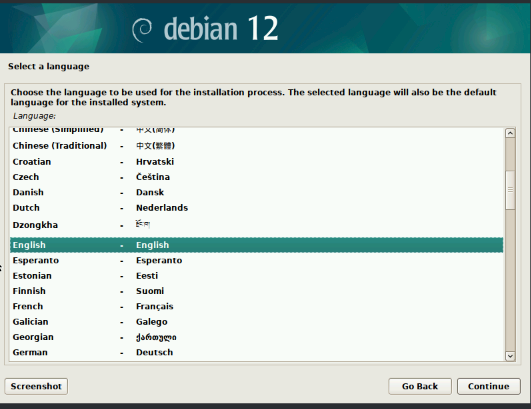 debian 12
Select a language
Choose the language to be used for the installation process. The selected language will also be the default
language for the installed system.
Language:
Chinese (Simplified) - 中文(简体)
Chinese (Traditional) - 中文(繁體)
Croatian - Hrvatski
Czech - Čeština
Danish - Dansk
Dutch - Nederlands
Dzongkha - རྫོང་ཁ།
English - English
Esperanto - Esperanto
Estonian - Eesti
Finnish - Suomi
French - Français
Galician - Galego
Georgian - ქართული
German - Deutsch
Screenshot Go Back Continue